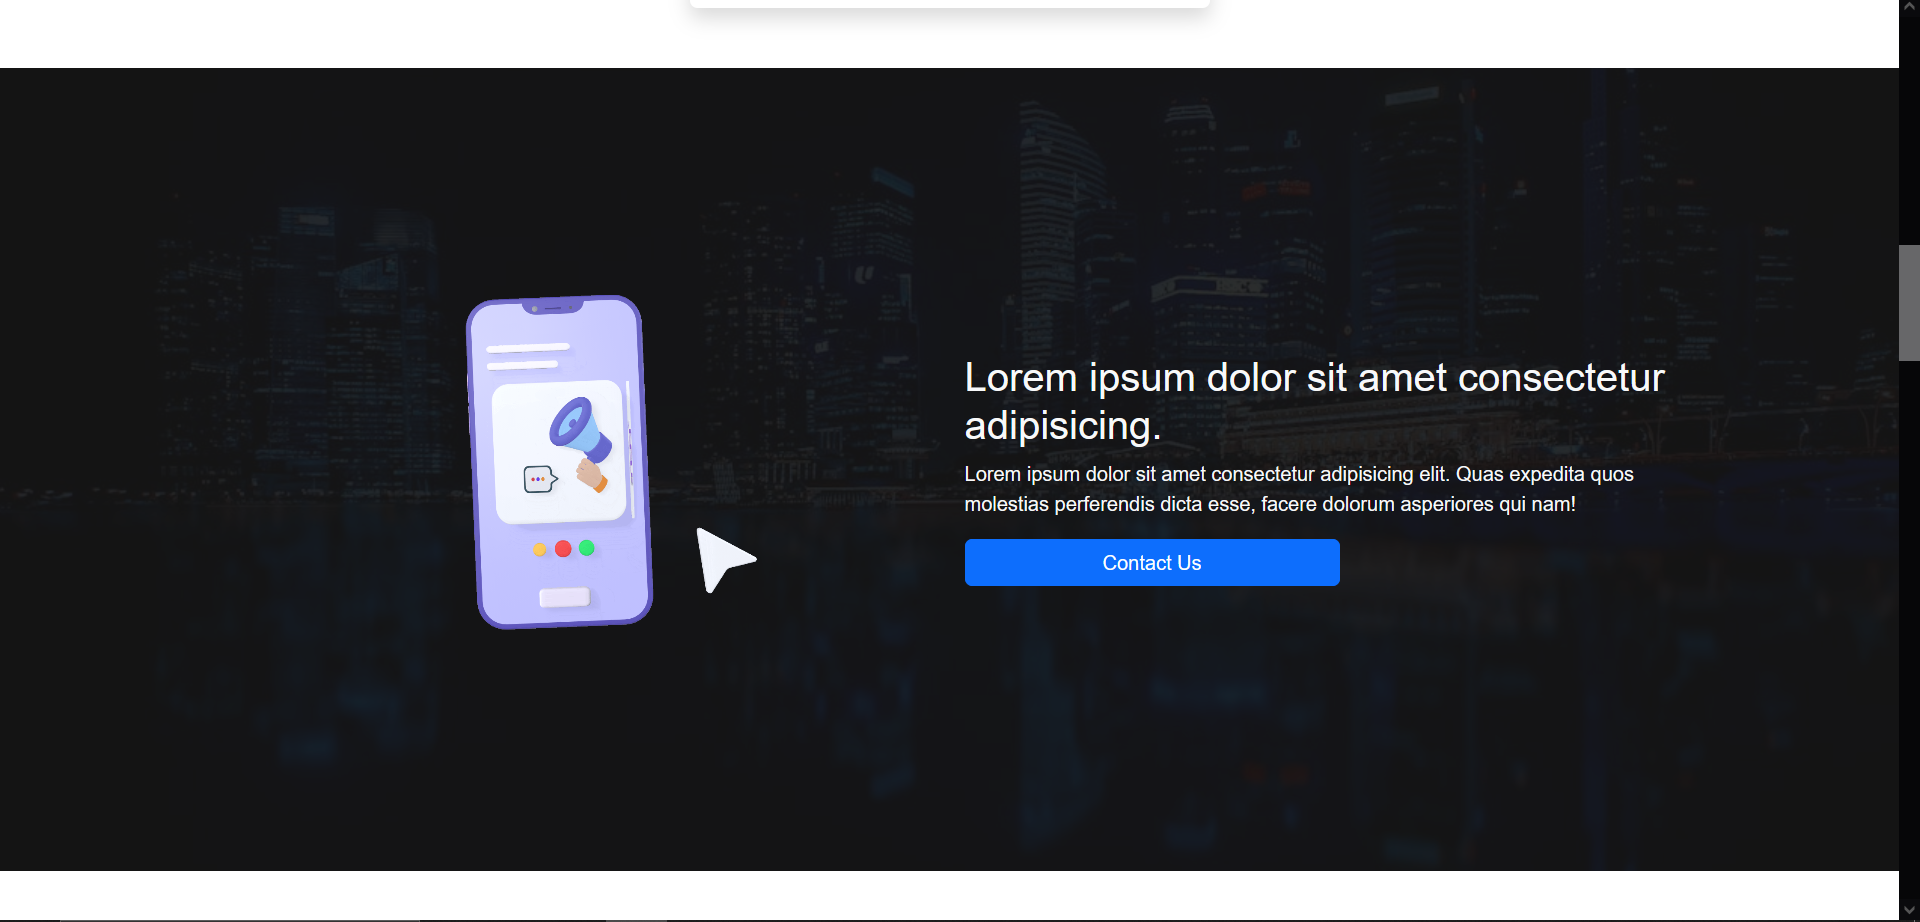 Lorem ipsum dolor sit amet consectetur
adipisicing.
Lorem ipsum dolor sit amet consectetur adipisicing elit. Quas expedita quos
molestias perferendis dicta esse, facere dolorum asperiores qui nam!
Contact Us